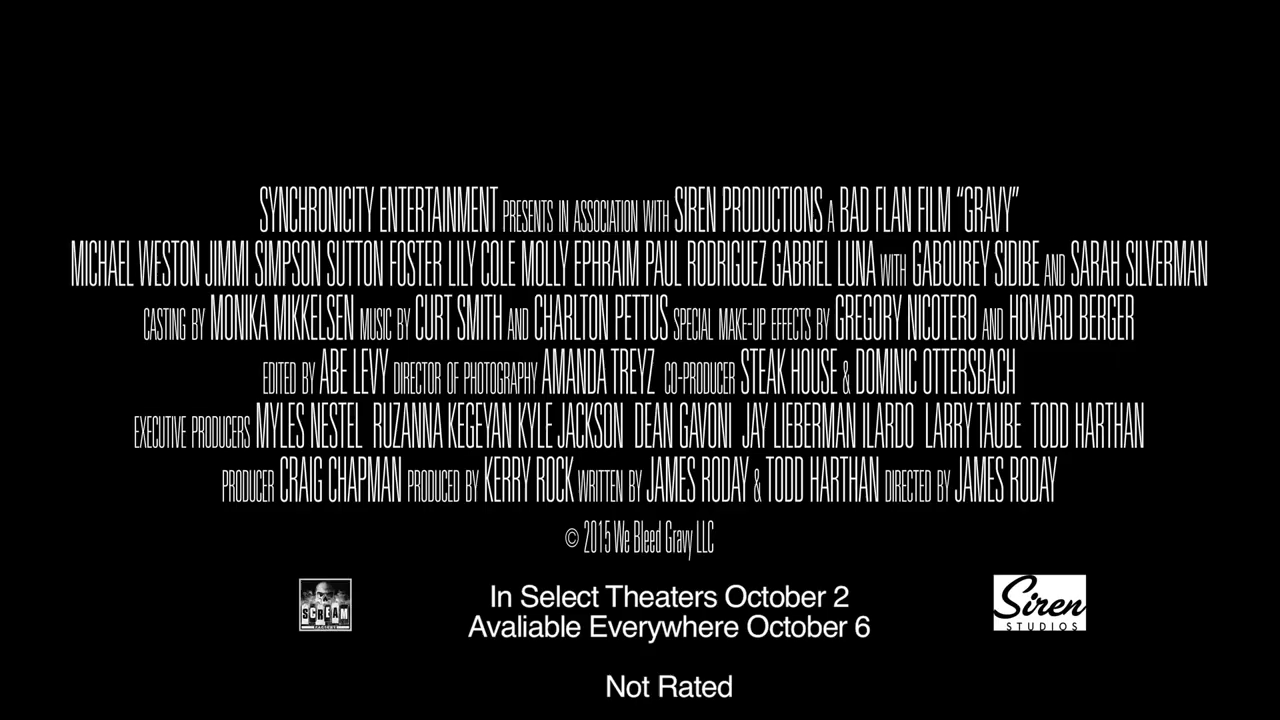 SYNCHRONICITY ENTERTAINMENT PRESENTS IN ASSOCIATION WITH SIREN PRODUCTIONS A BAD FLAN FILM “GRAVY”
MICHAEL WESTON JIMMI SIMPSON SUTTON FOSTER LILY COLE MOLLY EPHRAIM PAUL RODRIGUEZ GABRIEL LUNA WITH GABOUREY SIDIBE AND SARAH SILVERMAN
CASTING BY MONIKA MIKKELSEN MUSIC BY CURT SMITH AND CHARLTON PETTUS SPECIAL MAKE-UP EFFECTS BY GREGORY NICOTERO AND HOWARD BERGER
EDITED BY ABE LEVY DIRECTOR OF PHOTOGRAPHY AMANDA TREYZ CO-PRODUCER STEAK HOUSE & DOMINIC OTTERSBACH
EXECUTIVE PRODUCERS MYLES NESTEL RUZANNA KEGEYAN KYLE JACKSON DEAN GAVONI JAY LIEBERMAN ILARDO LARRY TAUBE TODD HARTHAN
PRODUCER CRAIG CHAPMAN PRODUCED BY KERRY ROCK WRITTEN BY JAMES RODAY & TODD HARTHAN DIRECTED BY JAMES RODAY
© 2015 We Bleed Gravy LLC
SCREAM
In Select Theaters October 2
Avaliable Everywhere October 6
Siren
STUDIOS
Not Rated